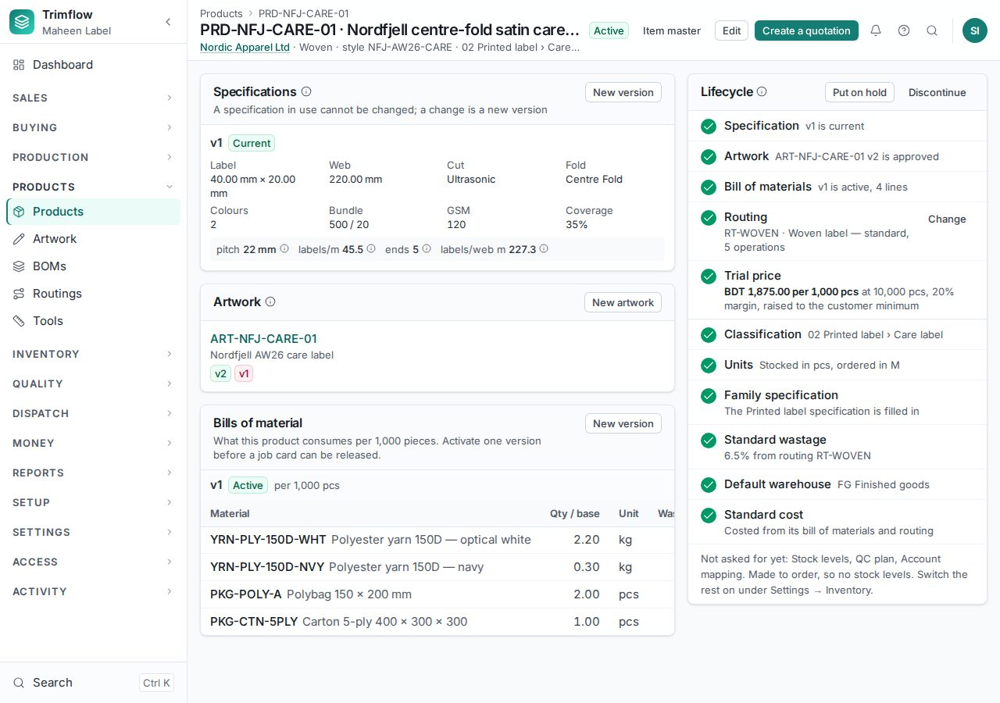 Trimflow
Maheen Label
Dashboard
SALES
BUYING
PRODUCTION
PRODUCTS
Products
Artwork
BOMs
Routings
Tools
INVENTORY
QUALITY
DISPATCH
MONEY
REPORTS
SETUP
SETTINGS
ACCESS
ACTIVITY
Search Ctrl K
Products › PRD-NFJ-CARE-01
PRD-NFJ-CARE-01 · Nordfjell centre-fold satin care… Active Item master Edit Create a quotation SI
Nordic Apparel Ltd · Woven · style NFJ-AW26-CARE · 02 Printed label › Care…
Specifications New version
A specification in use cannot be changed; a change is a new version
v1 Current
Label Web Cut Fold
40.00 mm × 20.00 mm 220.00 mm Ultrasonic Centre Fold
Colours Bundle GSM Coverage
2 500 / 20 120 35%
pitch 22 mm labels/m 45.5 ends 5 labels/web m 227.3
Artwork New artwork
ART-NFJ-CARE-01
Nordfjell AW26 care label
v2 v1
Bills of material New version
What this product consumes per 1,000 pieces. Activate one version
before a job card can be released.
v1 Active per 1,000 pcs
Material Qty / base Unit Was
YRN-PLY-150D-WHT Polyester yarn 150D — optical white 2.20 kg
YRN-PLY-150D-NVY Polyester yarn 150D — navy 0.30 kg
PKG-POLY-A Polybag 150 × 200 mm 2.00 pcs
PKG-CTN-5PLY Carton 5-ply 400 × 300 × 300 1.00 pcs
Lifecycle Put on hold Discontinue
Specification v1 is current
Artwork ART-NFJ-CARE-01 v2 is approved
Bill of materials v1 is active, 4 lines
Routing Change
RT-WOVEN · Woven label — standard,
5 operations
Trial price
BDT 1,875.00 per 1,000 pcs at 10,000 pcs, 20%
margin, raised to the customer minimum
Classification 02 Printed label › Care label
Units Stocked in pcs, ordered in M
Family specification
The Printed label specification is filled in
Standard wastage
6.5% from routing RT-WOVEN
Default warehouse FG Finished goods
Standard cost
Costed from its bill of materials and routing
Not asked for yet: Stock levels, QC plan, Account
mapping. Made to order, so no stock levels. Switch the
rest on under Settings → Inventory.